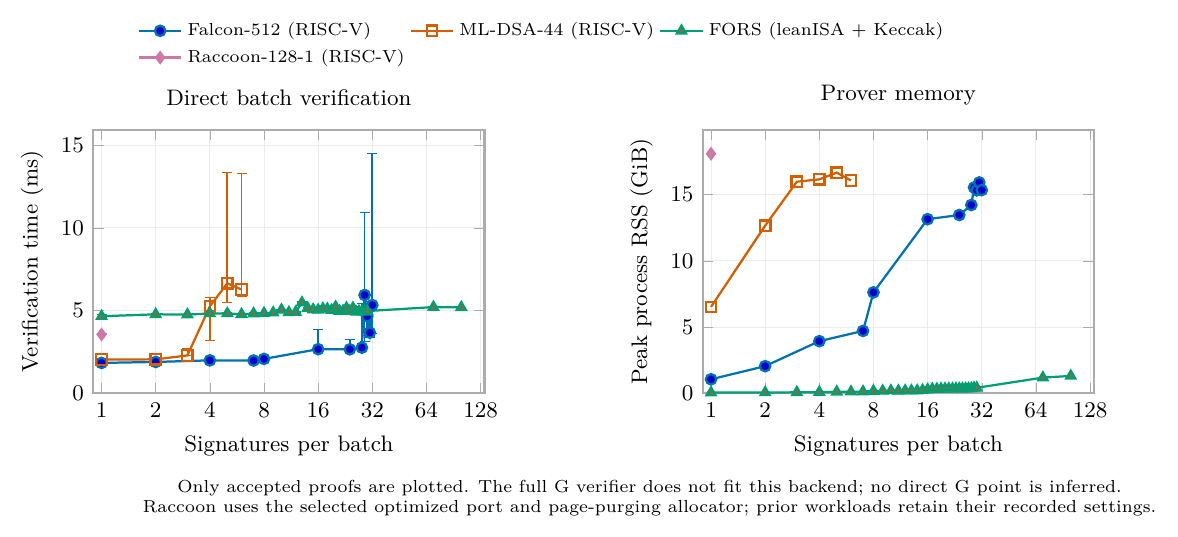 Falcon-512 (RISC-V) ML-DSA-44 (RISC-V) FORS (leanISA + Keccak)
Raccoon-128-1 (RISC-V)
Direct batch verification
Verification time (ms)
15
10
5
0
1 2 4 8 16 32 64 128
Signatures per batch
Prover memory
Peak process RSS (GiB)
15
10
5
0
1 2 4 8 16 32 64 128
Signatures per batch
Only accepted proofs are plotted. The full G verifier does not fit this backend; no direct G point is inferred.
Raccoon uses the selected optimized port and page-purging allocator; prior workloads retain their recorded settings.